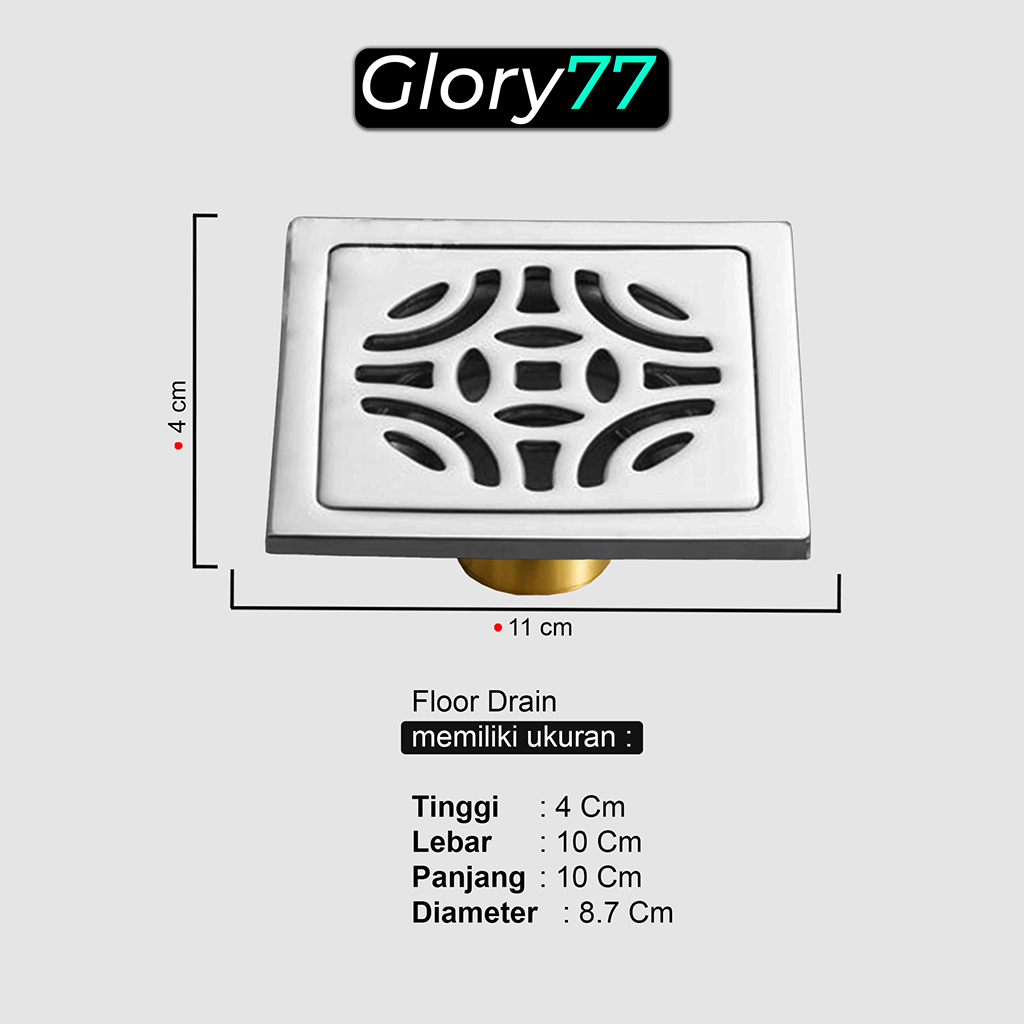 Glory77
4 cm
11 cm
Floor Drain
memiliki ukuran :
Tinggi : 4 Cm
Lebar : 10 Cm
Panjang : 10 Cm
Diameter : 8.7 Cm